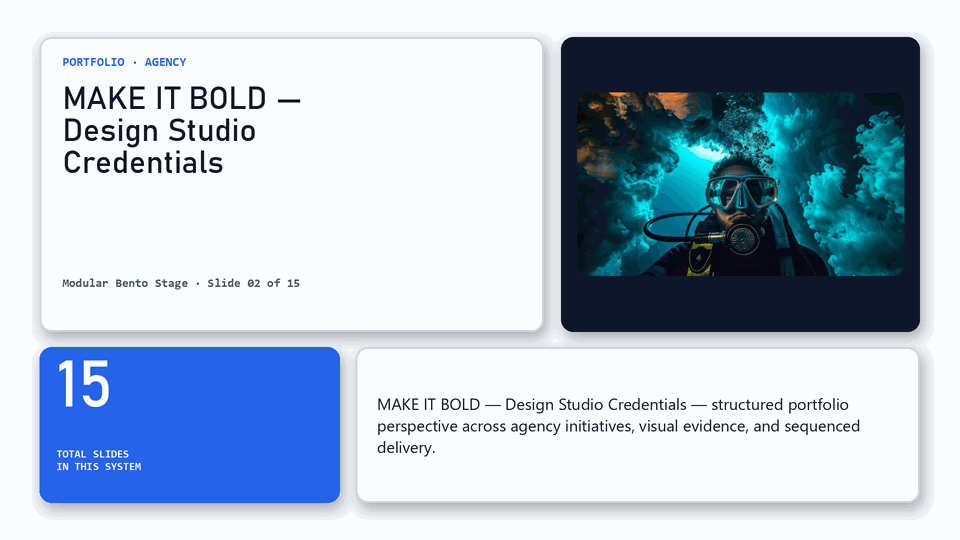 PORTFOLIO · AGENCY
MAKE IT BOLD —
Design Studio
Credentials
Modular Bento Stage · Slide 02 of 15
15
TOTAL SLIDES
IN THIS SYSTEM
MAKE IT BOLD — Design Studio Credentials — structured portfolio
perspective across agency initiatives, visual evidence, and sequenced
delivery.